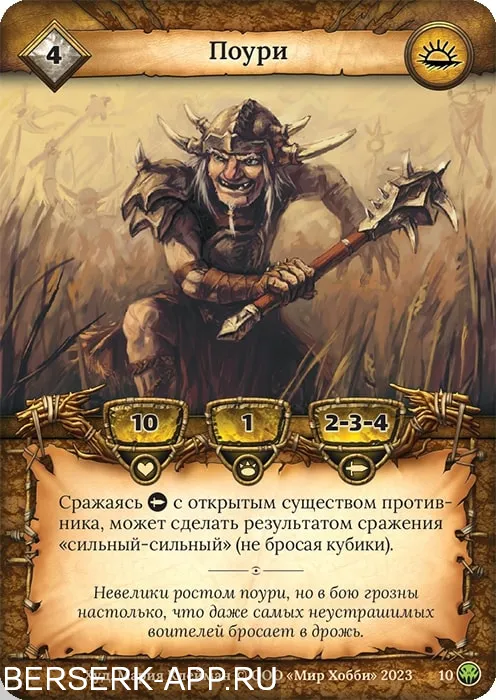 4
Поури
10
1
2-3-4
Сражаясь с открытым существом против-
ника, может сделать результатом сражения
«сильный-сильный» (не бросая кубики).
Невелики ростом поури, но в бою грозны
настолько, что даже самых неустрашимых
воителей бросает в дрожь.
ООО «Мир Хобби» 2023
10
BERSERK-APP.RU